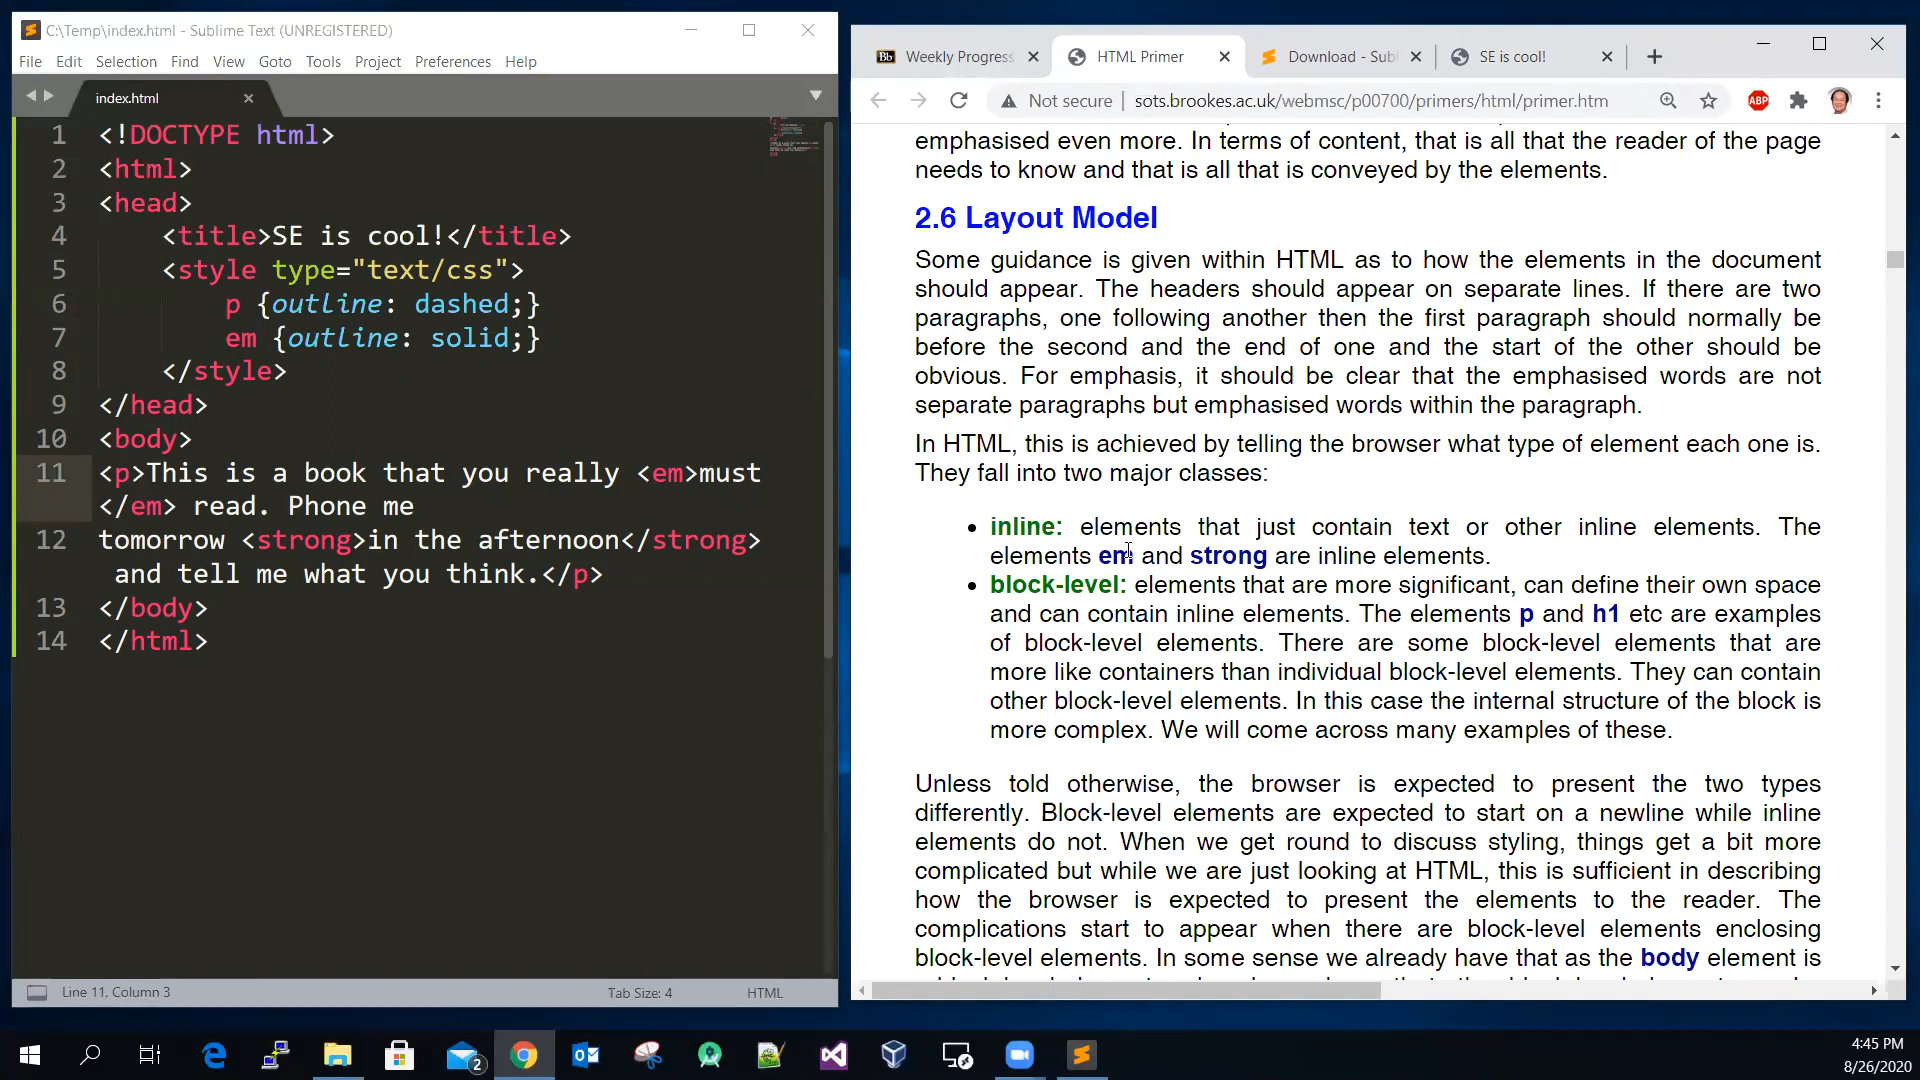 C:\Temp\index.html - Sublime Text (UNREGISTERED)
File Edit Selection Find View Goto Tools Project Preferences Help
index.html
1 <!DOCTYPE html>
2 <html>
3 <head>
4 <title>SE is cool!</title>
5 <style type="text/css">
6 p {outline: dashed;}
7 em {outline: solid;}
8 </style>
9 </head>
10 <body>
11 <p>This is a book that you really <em>must
</em> read. Phone me
12 tomorrow <strong>in the afternoon</strong>
and tell me what you think.</p>
13 </body>
14 </html>
Line 11, Column 3 Tab Size: 4 HTML
Bb Weekly Progress HTML Primer Download - Sub SE is cool!
Not secure sots.brookes.ac.uk/webmsc/p00700/primers/html/primer.htm
ABP
emphasised even more. In terms of content, that is all that the reader of the page
needs to know and that is all that is conveyed by the elements.
2.6 Layout Model
Some guidance is given within HTML as to how the elements in the document
should appear. The headers should appear on separate lines. If there are two
paragraphs, one following another then the first paragraph should normally be
before the second and the end of one and the start of the other should be
obvious. For emphasis, it should be clear that the emphasised words are not
separate paragraphs but emphasised words within the paragraph.
In HTML, this is achieved by telling the browser what type of element each one is.
They fall into two major classes:
• inline: elements that just contain text or other inline elements. The
elements em and strong are inline elements.
• block-level: elements that are more significant, can define their own space
and can contain inline elements. The elements p and h1 etc are examples
of block-level elements. There are some block-level elements that are
more like containers than individual block-level elements. They can contain
other block-level elements. In this case the internal structure of the block is
more complex. We will come across many examples of these.
Unless told otherwise, the browser is expected to present the two types
differently. Block-level elements are expected to start on a newline while inline
elements do not. When we get round to discuss styling, things get a bit more
complicated but while we are just looking at HTML, this is sufficient in describing
how the browser is expected to present the elements to the reader. The
complications start to appear when there are block-level elements enclosing
block-level elements. In some sense we already have that as the body element is
2
4:45 PM
8/26/2020